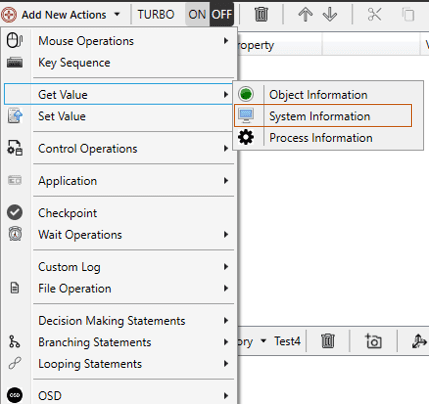 Add New Actions TURBO ON OFF
Mouse Operations
roperty
Key Sequence
Get Value
Object Information
Set Value
System Information
Process Information
Control Operations
Application
Checkpoint
Wait Operations
Custom Log
File Operation
Decision Making Statements
Branching Statements
ory Test4
Looping Statements
OSD